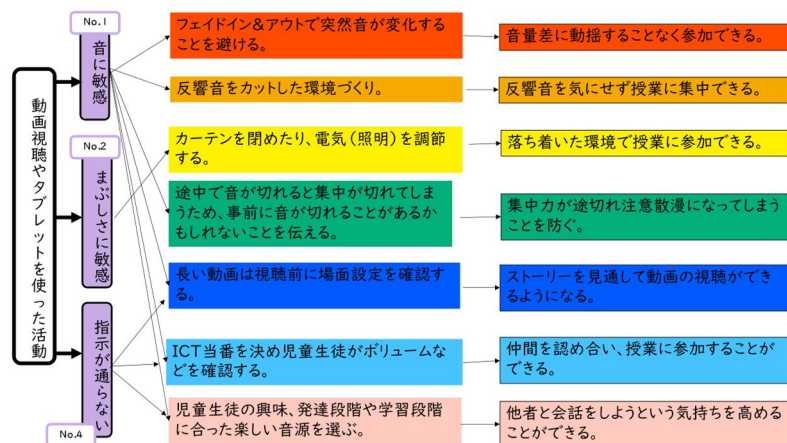 動画視聴やタブレットを使った活動
No.1
音に敏感
No.2
まぶしさに敏感
指示が通らない
No.4
フェイドイン&アウトで突然音が変化する
ことを避ける。
音量差に動揺することなく参加できる。
反響音をカットした環境づくり。
反響音を気にせず授業に集中できる。
カーテンを閉めたり、電気(照明)を調節
する。
落ち着いた環境で授業に参加できる。
途中で音が切れると集中が切れてしま
うため、事前に音が切れることがあるか
もしれないことを伝える。
集中力が途切れ注意散漫になってしまう
ことを防ぐ。
長い動画は視聴前に場面設定を確認す
る。
ストーリーを見通して動画の視聴ができ
るようになる。
ICT当番を決め児童生徒がボリュームな
どを確認する。
仲間を認め合い、授業に参加することが
できる。
児童生徒の興味、発達段階や学習段階
に合った楽しい音源を選ぶ。
他者と会話をしようという気持ちを高める
ことができる。